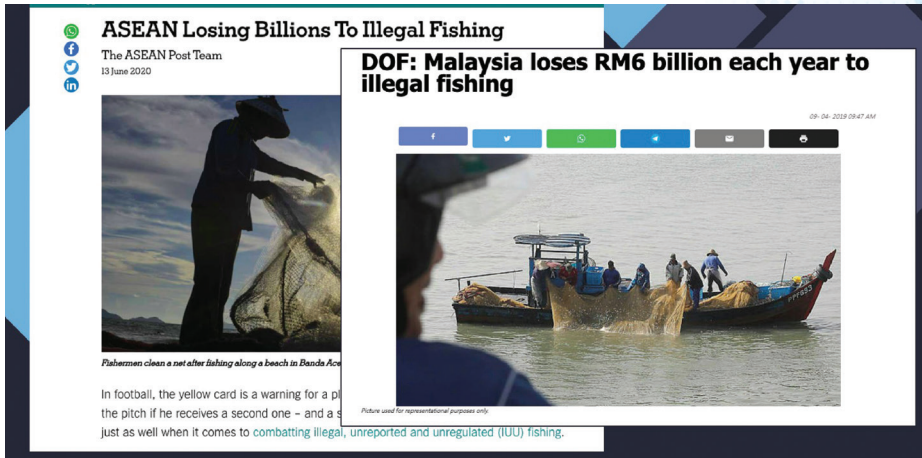 ASEAN Losing Billions To Illegal Fishing
The ASEAN Post Team
13 June 2020
Fishermen clean a net after fishing along a beach in Banda Ace
In football, the yellow card is a warning for a pl
the pitch if he receives a second one – and a s
just as well when it comes to combatting illegal, unreported and unregulated (IUU) fishing.
DOF: Malaysia loses RM6 billion each year to
illegal fishing
09- 04- 2019 09:47 AM
Picture used for representational purposes only.